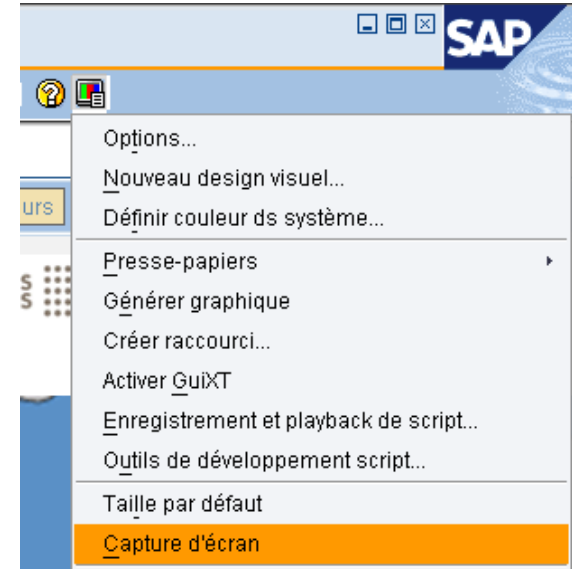 SAP
?
Options...
Nouveau design visuel...
urs
Définir couleur ds système...
Presse-papiers
S
S
Générer graphique
Créer raccourci...
Activer GuiXT
Enregistrement et playback de script...
Outils de développement script...
Taille par défaut
Capture d'écran